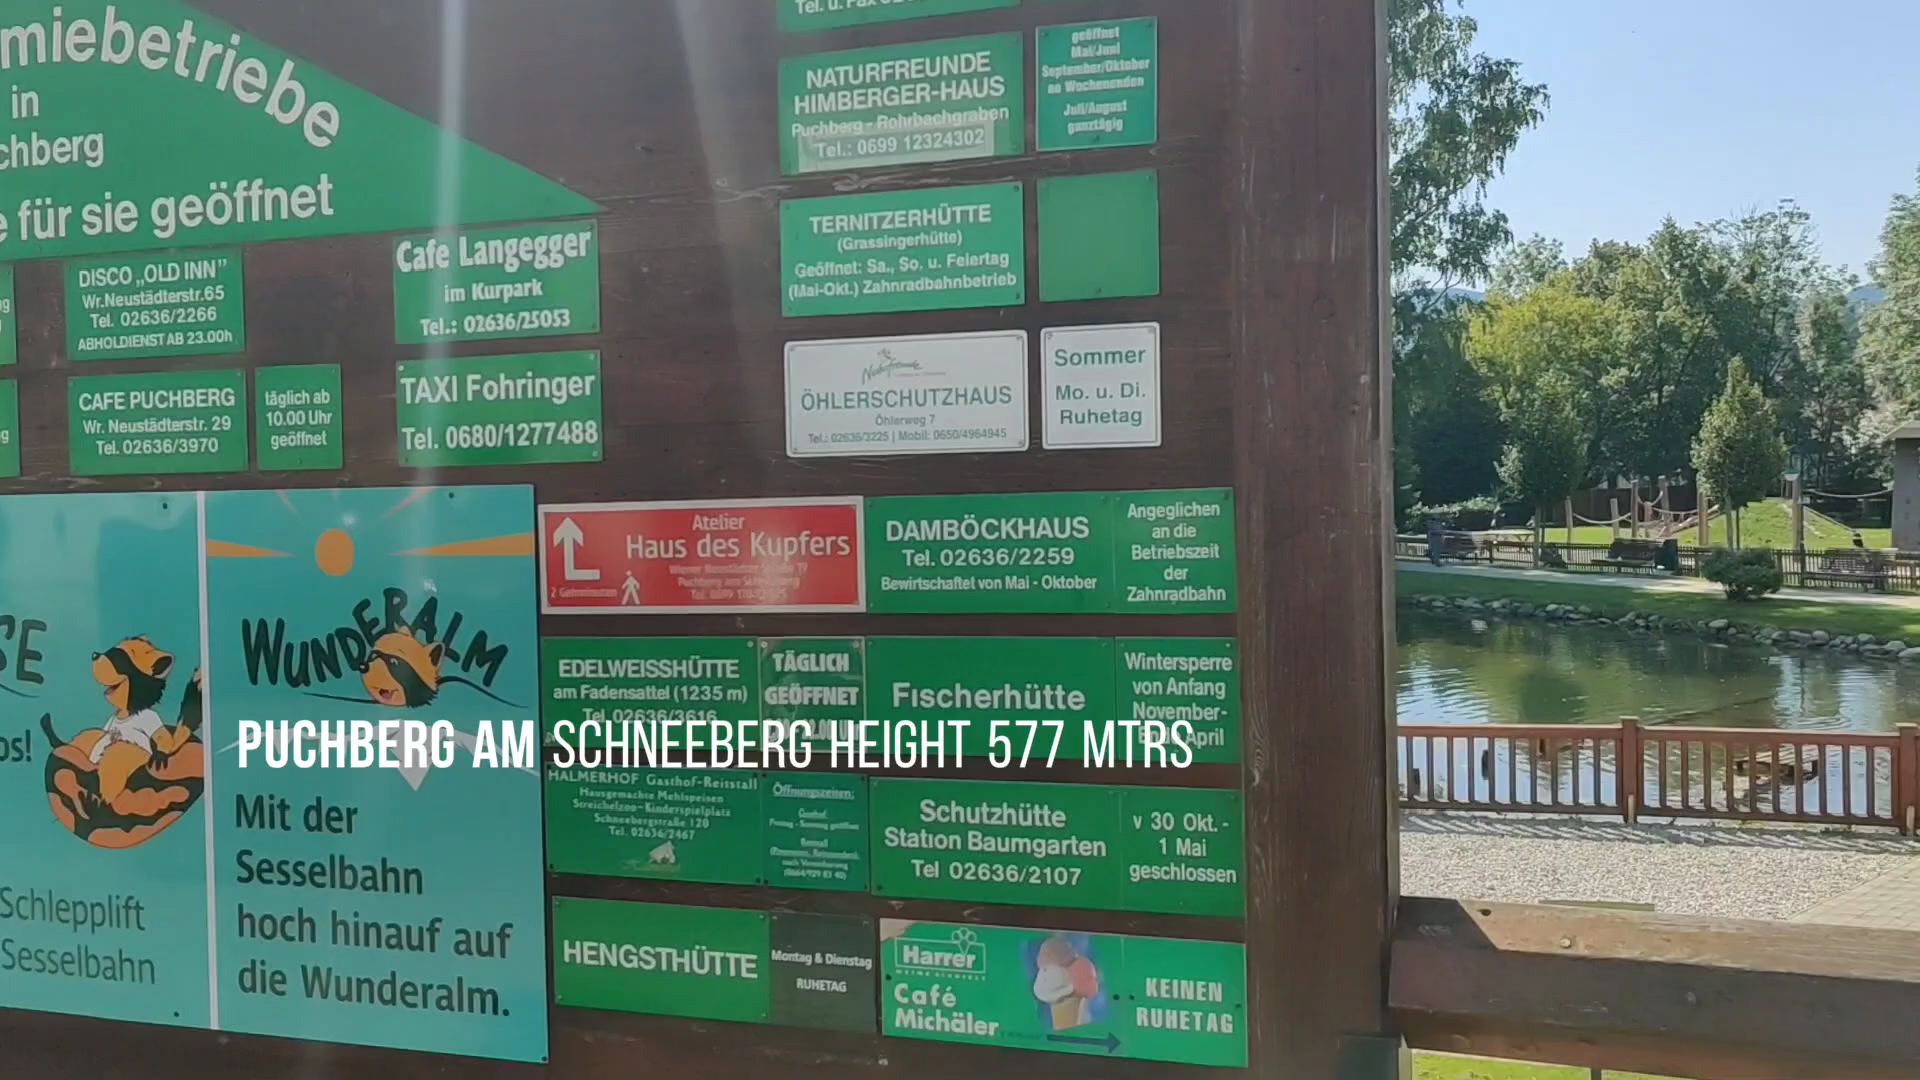 miebetriebe
in
chberg
für sie geöffnet
DISCO „OLD INN”
Wr.Neustädterstr.65
Tel. 02636/2266
ABHOLDIENST AB 23.00h
CAFE PUCHBERG
Wr. Neustädterstr. 29
Tel. 02636/3970
täglich ab
10.00 Uhr
geöffnet
Cafe Langegger
im Kurpark
Tel.: 02636/25053
TAXI Fohringer
Tel. 0680/1277488
Tel. u. Fax
NATURFREUNDE
HIMBERGER-HAUS
Puchberg - Rohrbachgraben
Tel.: 0699 12324302
geöffnet
Mai/Juni
September/Oktober
an Wochenenden
Juli/August
ganztägig
TERNITZERHÜTTE
(Grassingerhütte)
Geöffnet: Sa., So. u. Feiertag
(Mai-Okt.) Zahnradbahnbetrieb
Naturfreunde
ÖHLERSCHUTZHAUS
Öhlerweg 7
Tel.: 02636/3225 | Mobil: 0650/4964945
Sommer
Mo. u. Di.
Ruhetag
Atelier
Haus des Kupfers
Wiener Neustädter Straße
Puchberg am Schneeberg
2 Gehminuten
DAMBÖCKHAUS
Tel. 02636/2259
Bewirtschaftet von Mai - Oktober
Angeglichen
an die
Betriebszeit
der
Zahnradbahn
EDELWEISSHÜTTE
am Fadensattel (1235 m)
Tel. 02636/3616
TÄGLICH
GEÖFFNET
Fischerhütte
Wintersperre
von Anfang
November-
April
PUCHBERG AM SCHNEEBERG HEIGHT 577 MTRS
HALMERHOF Gasthof-Reitstall
Hausgemachte Mehlspeisen
Streichelzoo-Kinderspielplatz
Schneebergstraße 120
Tel. 02636/2467
Öffnungszeiten:
Gasthof
Schutzhütte
Station Baumgarten
Tel 02636/2107
v 30 Okt. -
1 Mai
geschlossen
HENGSTHÜTTE
Montag & Dienstag
RUHETAG
Harrer
Café
Michäler
KEINEN
RUHETAG
os!
Schlepplift
Sesselbahn
WUNDERALM
Mit der
Sesselbahn
hoch hinauf auf
die Wunderalm.